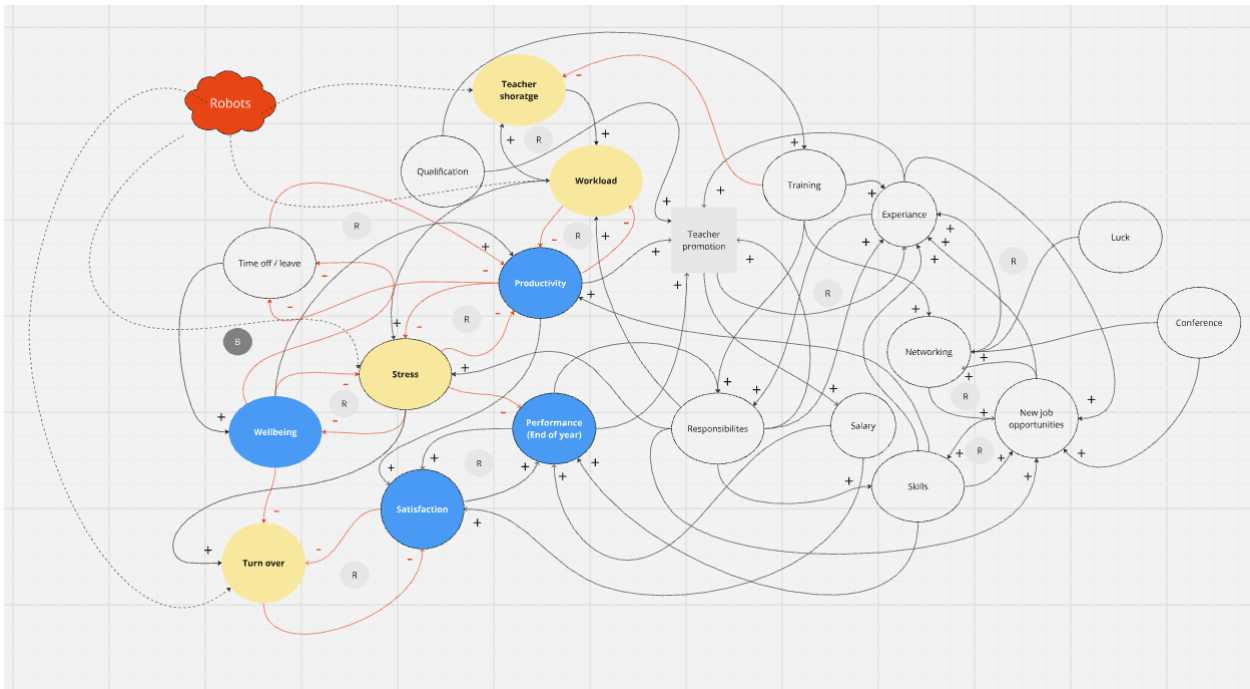 Robots
Teacher
shoratge
-
+
R
+
Qualification
Workload
+
Training
+
Experiance
Luck
+
+
Teacher
promotion
-
-
R
+
+
+
+
+
+
R
R
Time off / leave
-
+
-
Productivity
+
+
+
R
Conference
-
+
-
R
-
+
Networking
+
+
B
Stress
+
-
R
+
+
Salary
R
+
New job
opportunities
+
+
Wellbeing
-
-
Performance
(End of year)
Responsibilites
+
+
+
R
+
+
+
+
R
+
+
+
+
Skills
+
-
Satisfaction
+
+
-
Turn over
-
R